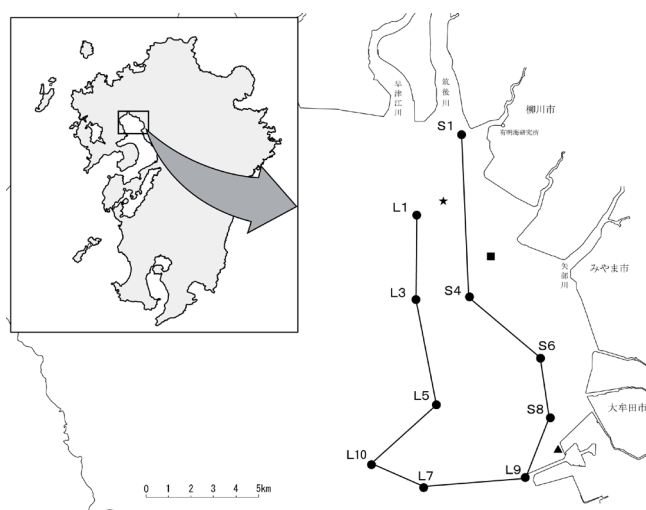 早津江川
筑後川
柳川市
有明海研究所
S1
L1
矢部川
みやま市
L3
S4
S6
L5
S8
大牟田市
L10
L7
L9
0 1 2 3 4 5km